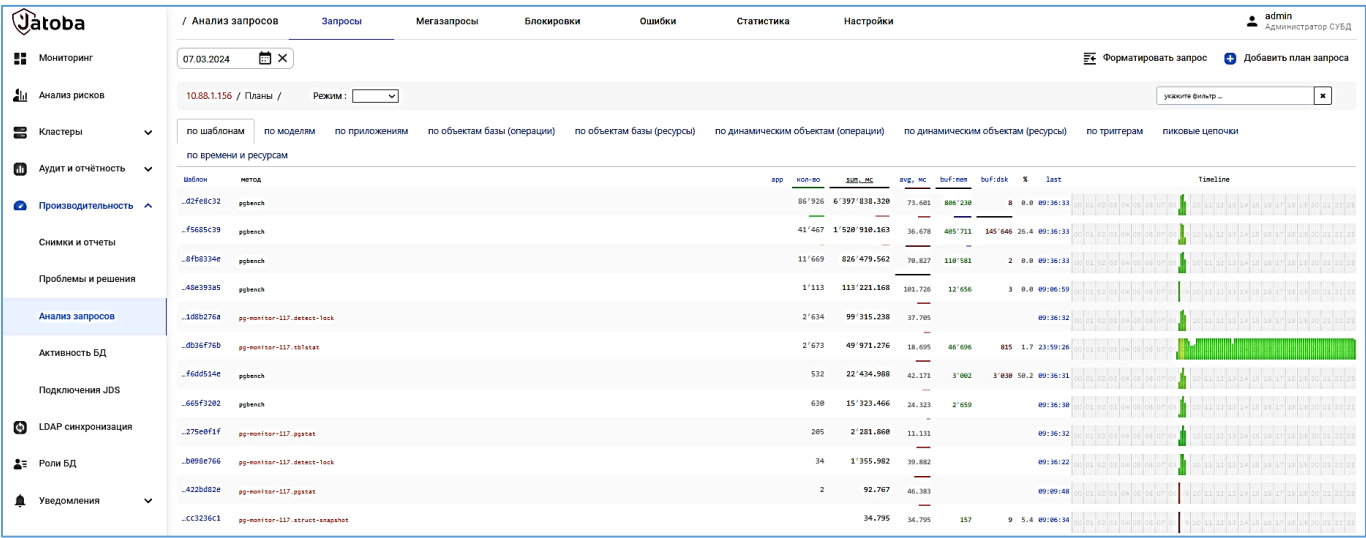 Jatoba
/ Анализ запросов Запросы Мегазапросы Блокировки Ошибки Статистика Настройки
admin
Администратор СУБД
Мониторинг
Анализ рисков
Кластеры
Аудит и отчётность
Производительность
Снимки и отчеты
Проблемы и решения
Анализ запросов
Активность БД
Подключения JDS
LDAP синхронизация
Роли БД
Уведомления
07.03.2024
Форматировать запрос Добавить план запроса
10.88.1.156 / Планы / Режим :
укажите фильтр ...
по шаблонам по моделям по приложениям по объектам базы (операции) по объектам базы (ресурсы) по динамическим объектам (операции) по динамическим объектам (ресурсы) по триггерам пиковые цепочки
по времени и ресурсам
Шаблон метод app кол-во sum, мс avg, мс buf:mem buf:dsk % last Timeline
…d2fe8c32 pgbench 86'926 6'397'838.320 73.601 806'230 8 0.0 09:36:33
…f5685c39 pgbench 41'467 1'520'910.163 36.678 405'711 145'646 26.4 09:36:33
…8fb8334e pgbench 11'669 826'479.562 70.827 110'581 2 0.0 09:36:33
…48e393a5 pgbench 1'113 113'221.168 101.726 12'656 3 0.0 09:06:59
…1d8b276a pg-monitor-117.detect-lock 2'634 99'315.238 37.705 09:36:32
…db36f76b pg-monitor-117.tblstat 2'673 49'971.276 18.695 46'696 815 1.7 23:59:26
…f6dd514e pgbench 532 22'434.988 42.171 3'002 3'030 50.2 09:36:31
…665f3202 pgbench 630 15'323.466 24.323 2'659 09:36:30
…275e0f1f pg-monitor-117.pgstat 205 2'281.860 11.131 09:36:32
…b098e766 pg-monitor-117.detect-lock 34 1'355.982 39.882 09:36:22
…422bd82e pg-monitor-117.pgstat 2 92.767 46.383 09:09:48
…cc3236c1 pg-monitor-117.struct-snapshot 34.795 34.795 157 9 5.4 09:06:34